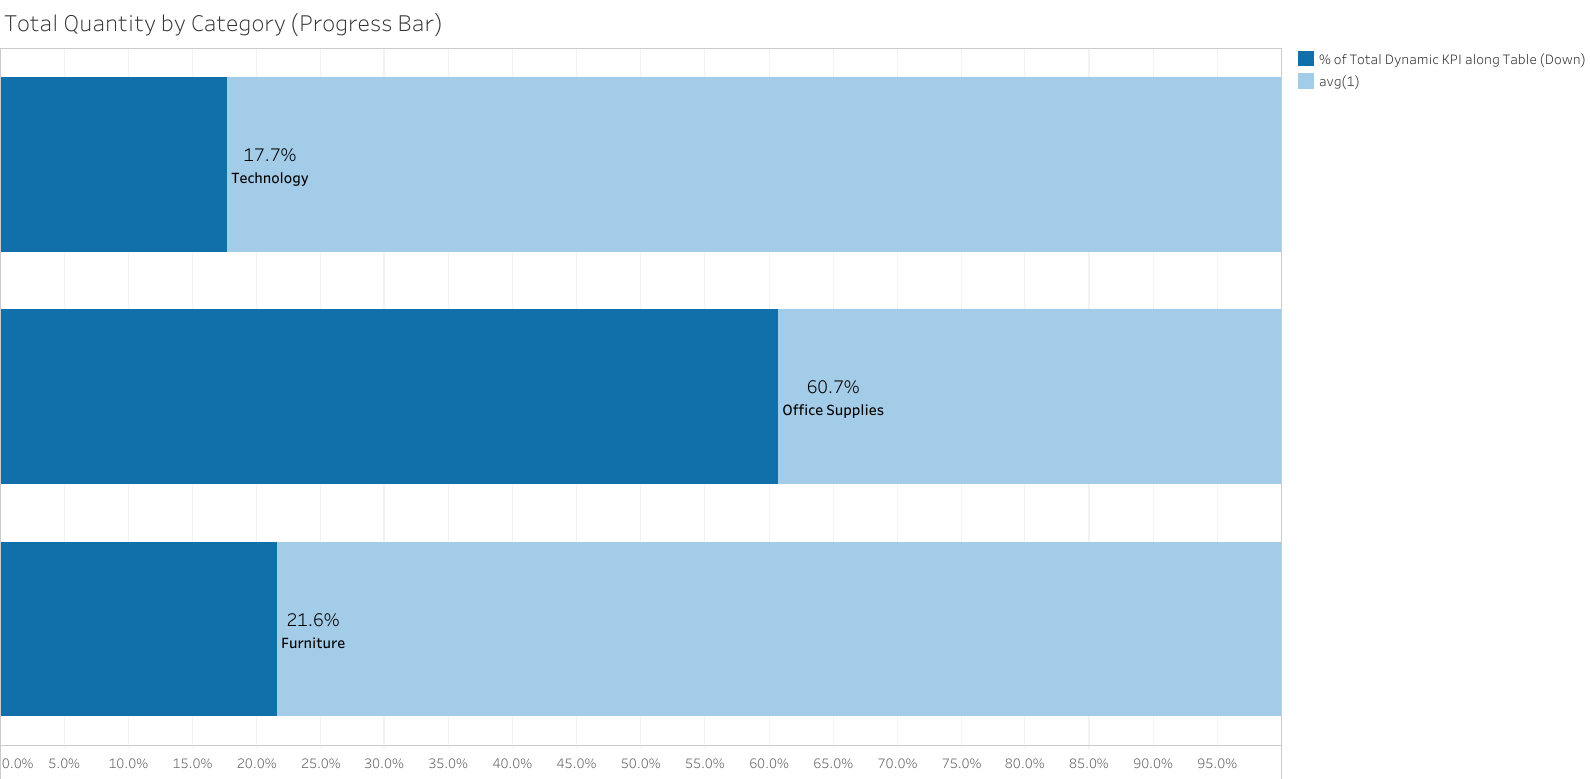 Total Quantity by Category (Progress Bar)
% of Total Dynamic KPI along Table (Down)
avg(1)
17.7%
Technology
60.7%
Office Supplies
21.6%
Furniture
0.0% 5.0% 10.0% 15.0% 20.0% 25.0% 30.0% 35.0% 40.0% 45.0% 50.0% 55.0% 60.0% 65.0% 70.0% 75.0% 80.0% 85.0% 90.0% 95.0%